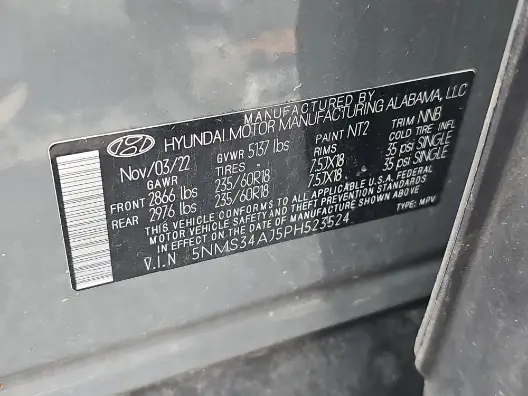 MANUFACTURED BY
HYUNDAI MOTOR MANUFACTURING ALABAMA, LLC
Nov/03/22 GVWR 5137 lbs PAINT NT2 TRIM NNB
GAWR TIRES RIMS COLD TIRE INFL
FRONT 2866 lbs 235/60R18 7.5JX18 35 psi SINGLE
REAR 2976 lbs 235/60R18 7.5JX18 35 psi SINGLE
THIS VEHICLE CONFORMS TO ALL APPLICABLE U.S.A. FEDERAL
MOTOR VEHICLE SAFETY AND THEFT PREVENTION STANDARDS
IN EFFECT ON THE DATE OF MANUFACTURE SHOWN ABOVE.
V.I.N 5NMS34AJ5PH523524 TYPE: MPV